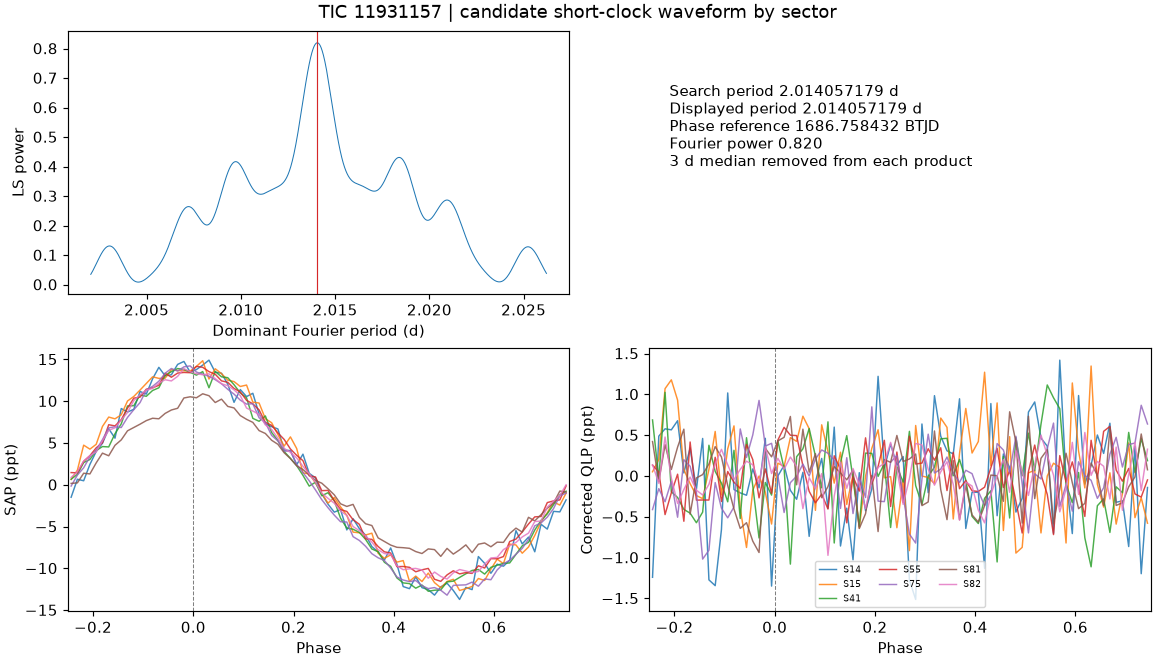 TIC 11931157 | candidate short-clock waveform by sector
LS power
0.8
0.7
0.6
0.5
0.4
0.3
0.2
0.1
0.0
2.005 2.010 2.015 2.020 2.025
Dominant Fourier period (d)
Search period 2.014057179 d
Displayed period 2.014057179 d
Phase reference 1686.758432 BTJD
Fourier power 0.820
3 d median removed from each product
SAP (ppt)
15
10
5
0
−5
−10
−15
−0.2 0.0 0.2 0.4 0.6
Phase
Corrected QLP (ppt)
1.5
1.0
0.5
0.0
−0.5
−1.0
−1.5
S14 S55 S81
S15 S75 S82
S41
−0.2 0.0 0.2 0.4 0.6
Phase